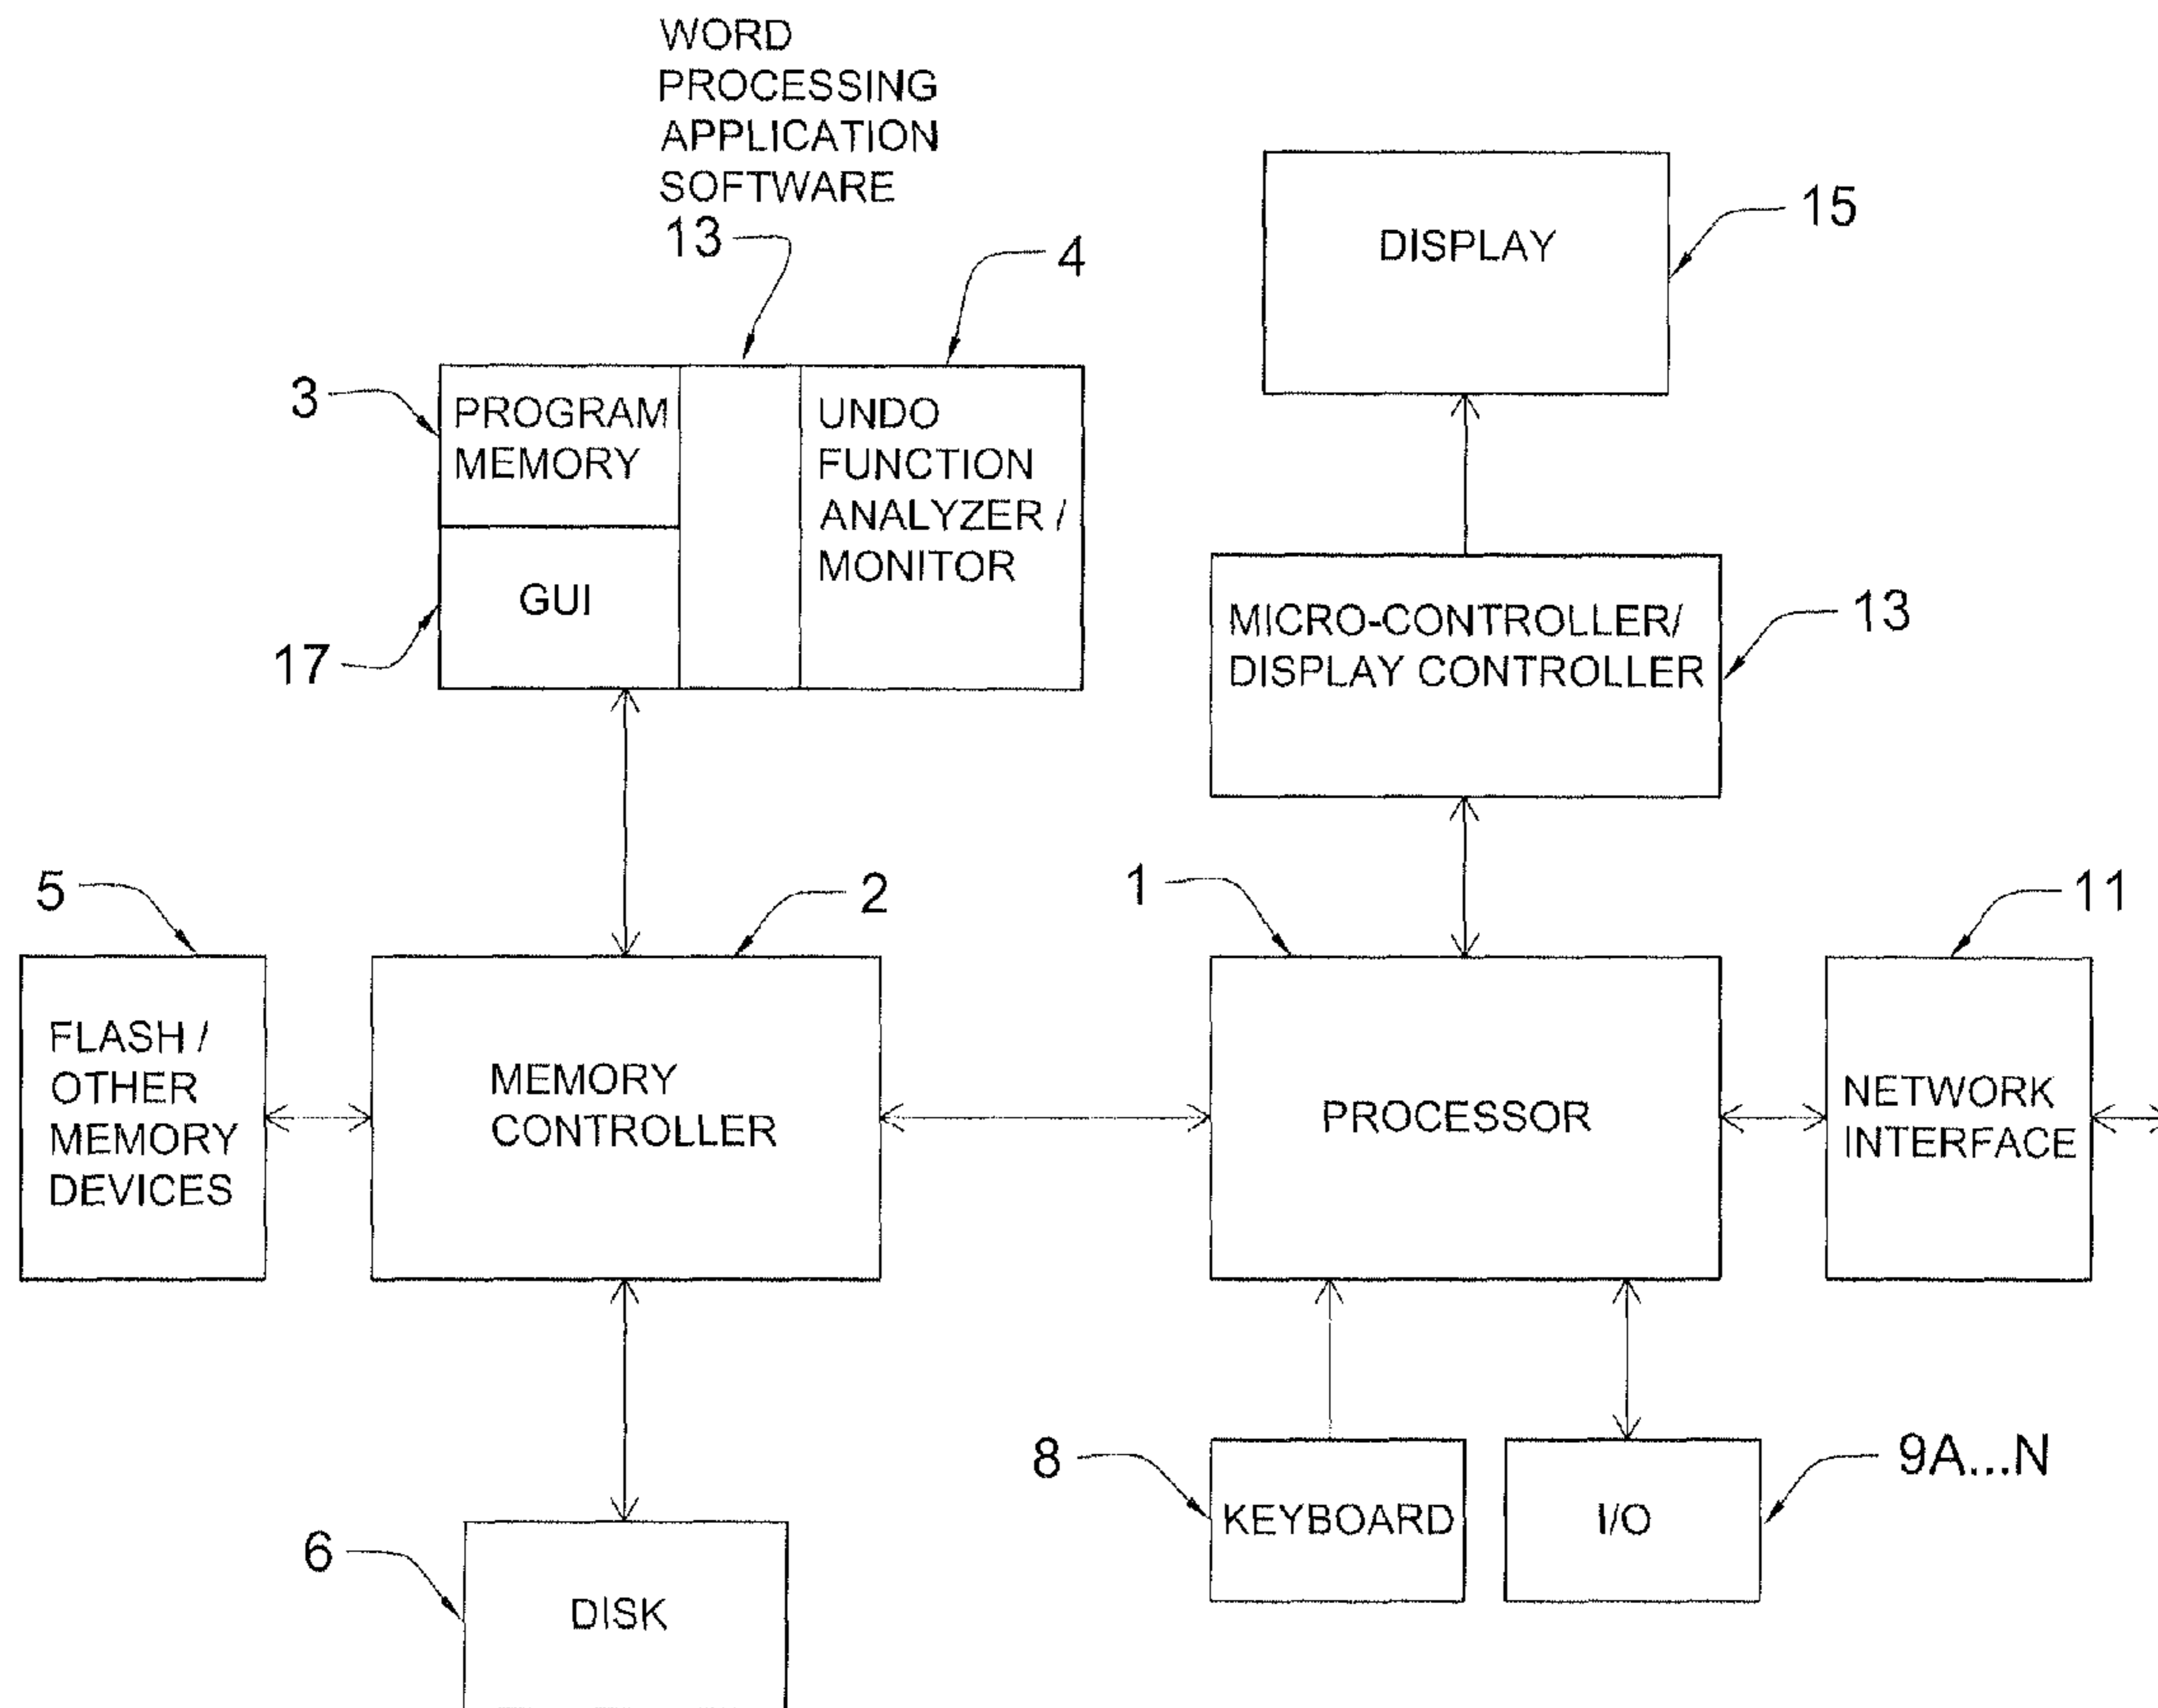 WORD
PROCESSING
APPLICATION
SOFTWARE
13
4
3
PROGRAM
MEMORY
GUI
17
UNDO
FUNCTION
ANALYZER /
MONITOR
DISPLAY
15
MICRO-CONTROLLER/
DISPLAY CONTROLLER
13
5
FLASH /
OTHER
MEMORY
DEVICES
2
MEMORY
CONTROLLER
1
PROCESSOR
11
NETWORK
INTERFACE
8
KEYBOARD
I/O
9A...N
6
DISK